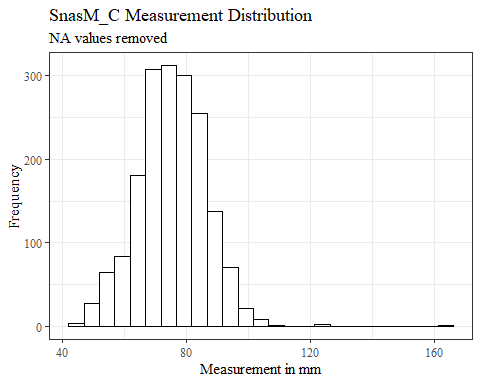 SnasM_C Measurement Distribution
NA values removed
Frequency
300
200
100
0
40
80
120
160
Measurement in mm